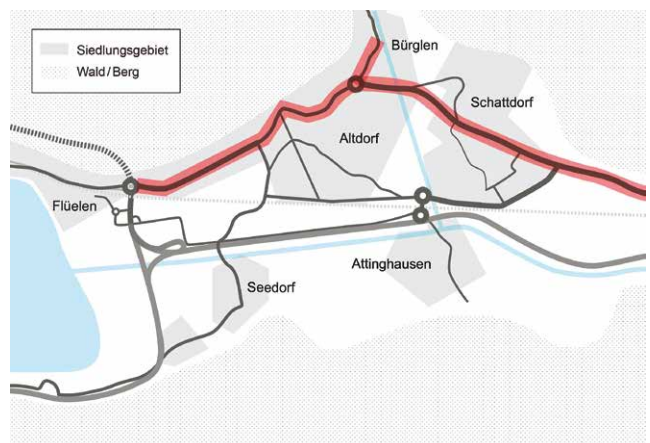 Siedlungsgebiet
Wald/Berg
Bürglen
Schattdorf
Altdorf
Flüelen
Attinghausen
Seedorf